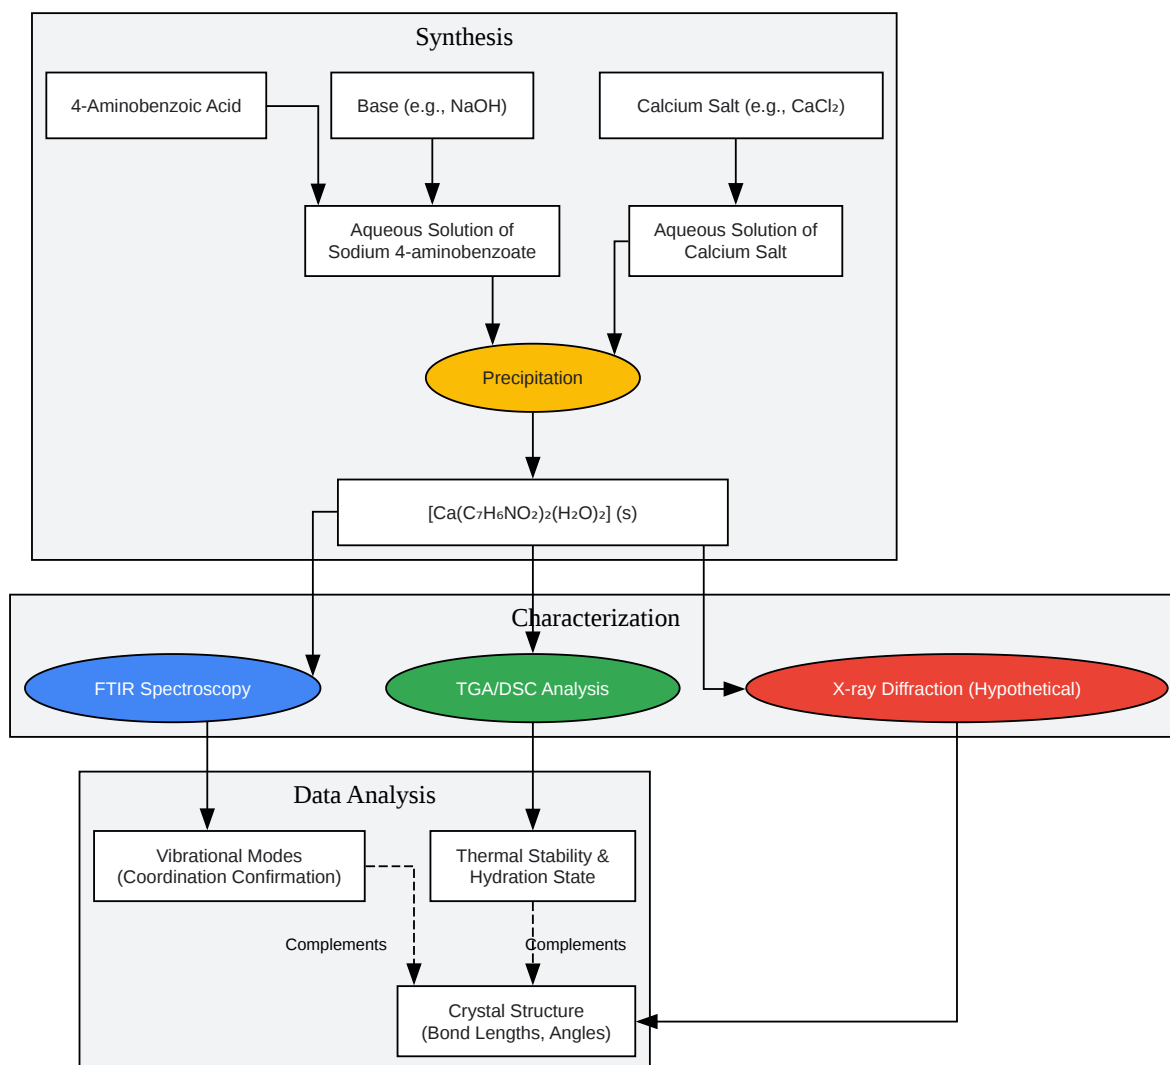 Synthesis
4-Aminobenzoic Acid
Base (e.g., NaOH)
Calcium Salt (e.g., CaCl₂)
Aqueous Solution of
Sodium 4-aminobenzoate
Aqueous Solution of
Calcium Salt
Precipitation
[Ca(C₇H₆NO₂)₂(H₂O)₂] (s)
Characterization
FTIR Spectroscopy
TGA/DSC Analysis
X-ray Diffraction (Hypothetical)
Data Analysis
Vibrational Modes
(Coordination Confirmation)
Thermal Stability &
Hydration State
Complements
Complements
Crystal Structure
(Bond Lengths, Angles)